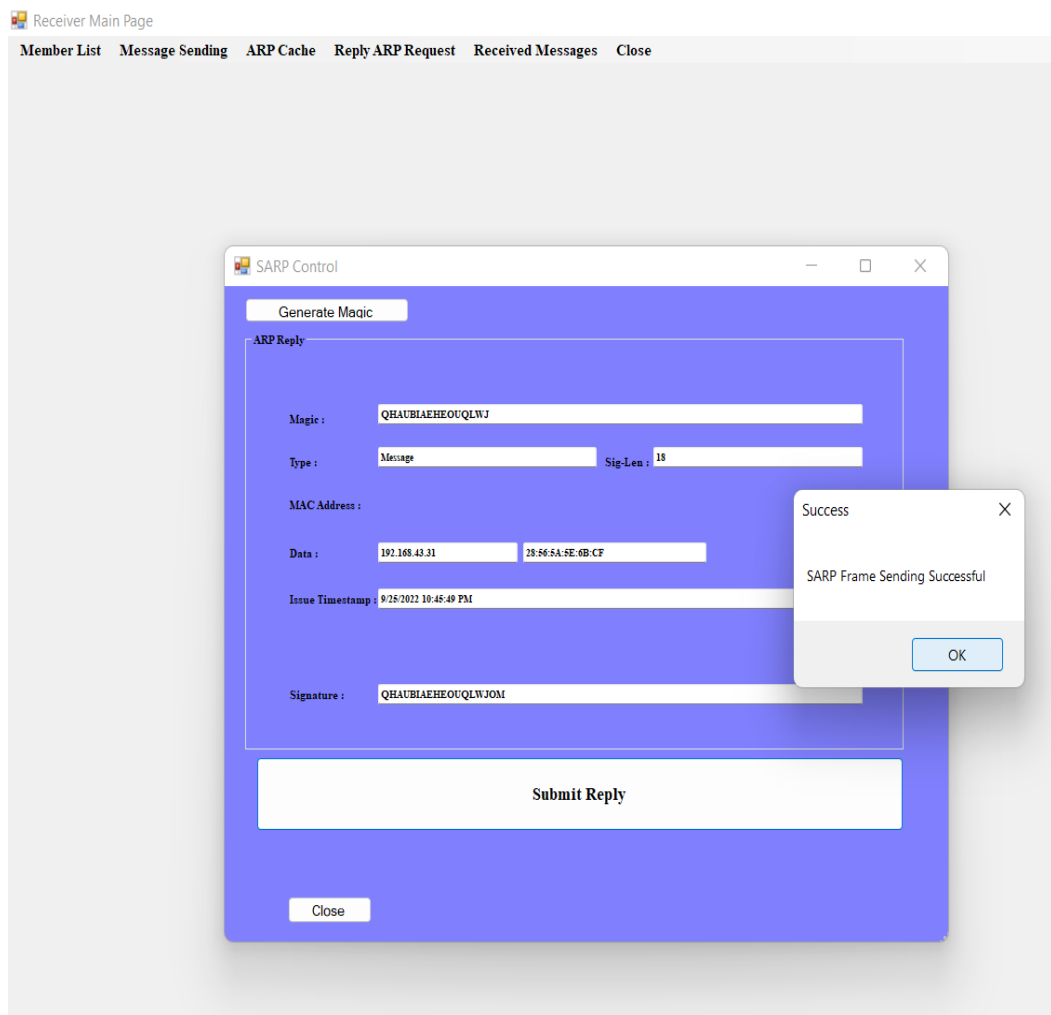 Receiver Main Page
Member List Message Sending ARP Cache Reply ARP Request Received Messages Close
SARP Control
Generate Magic
ARP Reply
Magic : QHAUBIAEHEOUQLWJ
Type : Message Sig-Len : 18
MAC Address :
Success
Data : 192.168.43.31 28:56:5A:5E:6B:CF
SARP Frame Sending Successful
Issue Timestamp : 9/25/2022 10:45:49 PM
OK
Signature : QHAUBIAEHEOUQLWJOM
Submit Reply
Close